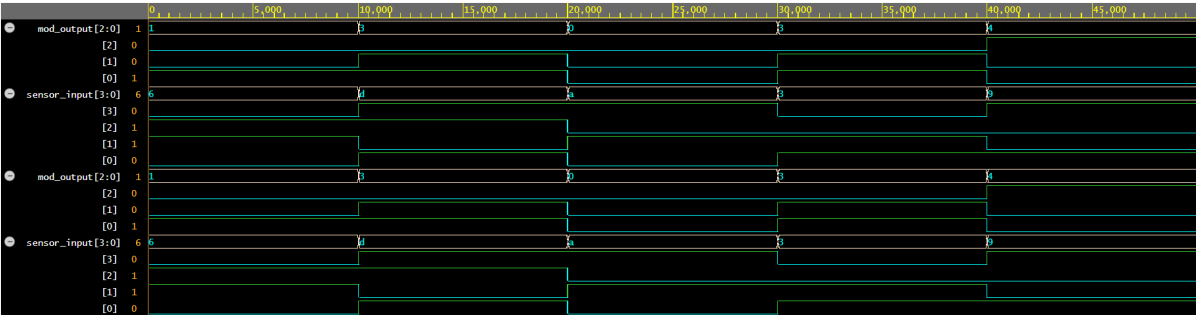 0 5,000 10,000 15,000 20,000 25,000 30,000 35,000 40,000 45,000
mod_output[2:0] 1 1 3 0 3 4
[2] 0
[1] 0
[0] 1
sensor_input[3:0] 6 6 d a 3 9
[3] 0
[2] 1
[1] 1
[0] 0
mod_output[2:0] 1 1 3 0 3 4
[2] 0
[1] 0
[0] 1
sensor_input[3:0] 6 6 d a 3 9
[3] 0
[2] 1
[1] 1
[0] 0